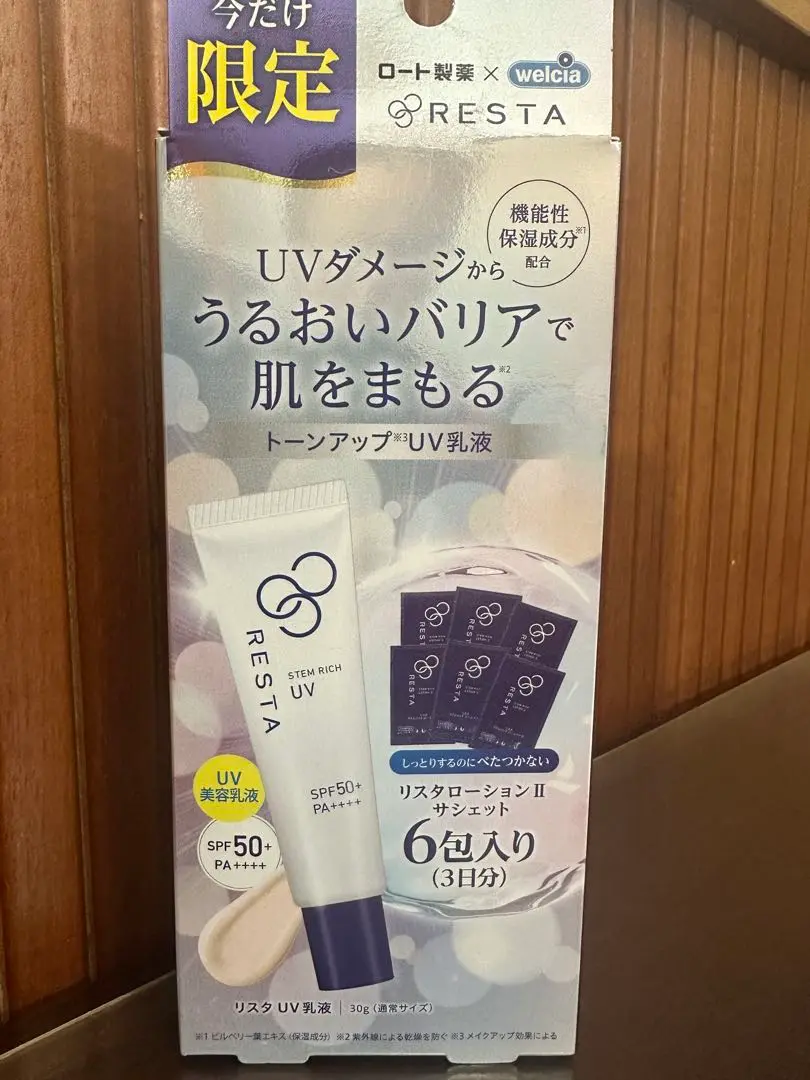 今だけ
限定
ロート製薬 × welcia
RESTA
機能性
保湿成分※1
配合
UVダメージから
うるおいバリアで
肌をまもる※2
トーンアップ※3UV乳液
RESTA
STEM RICH
UV
SPF50+
PA++++
UV
美容乳液
SPF50+
PA++++
RESTA
RESTA
RESTA
RESTA
RESTA
RESTA
しっとりするのにべたつかない
リスタローションⅡ
サシェット
6包入り
(3日分)
リスタ UV乳液 | 30g (通常サイズ)
※1 ビルベリー葉エキス (保湿成分) ※2 紫外線による乾燥を防ぐ ※3 メイクアップ効果による